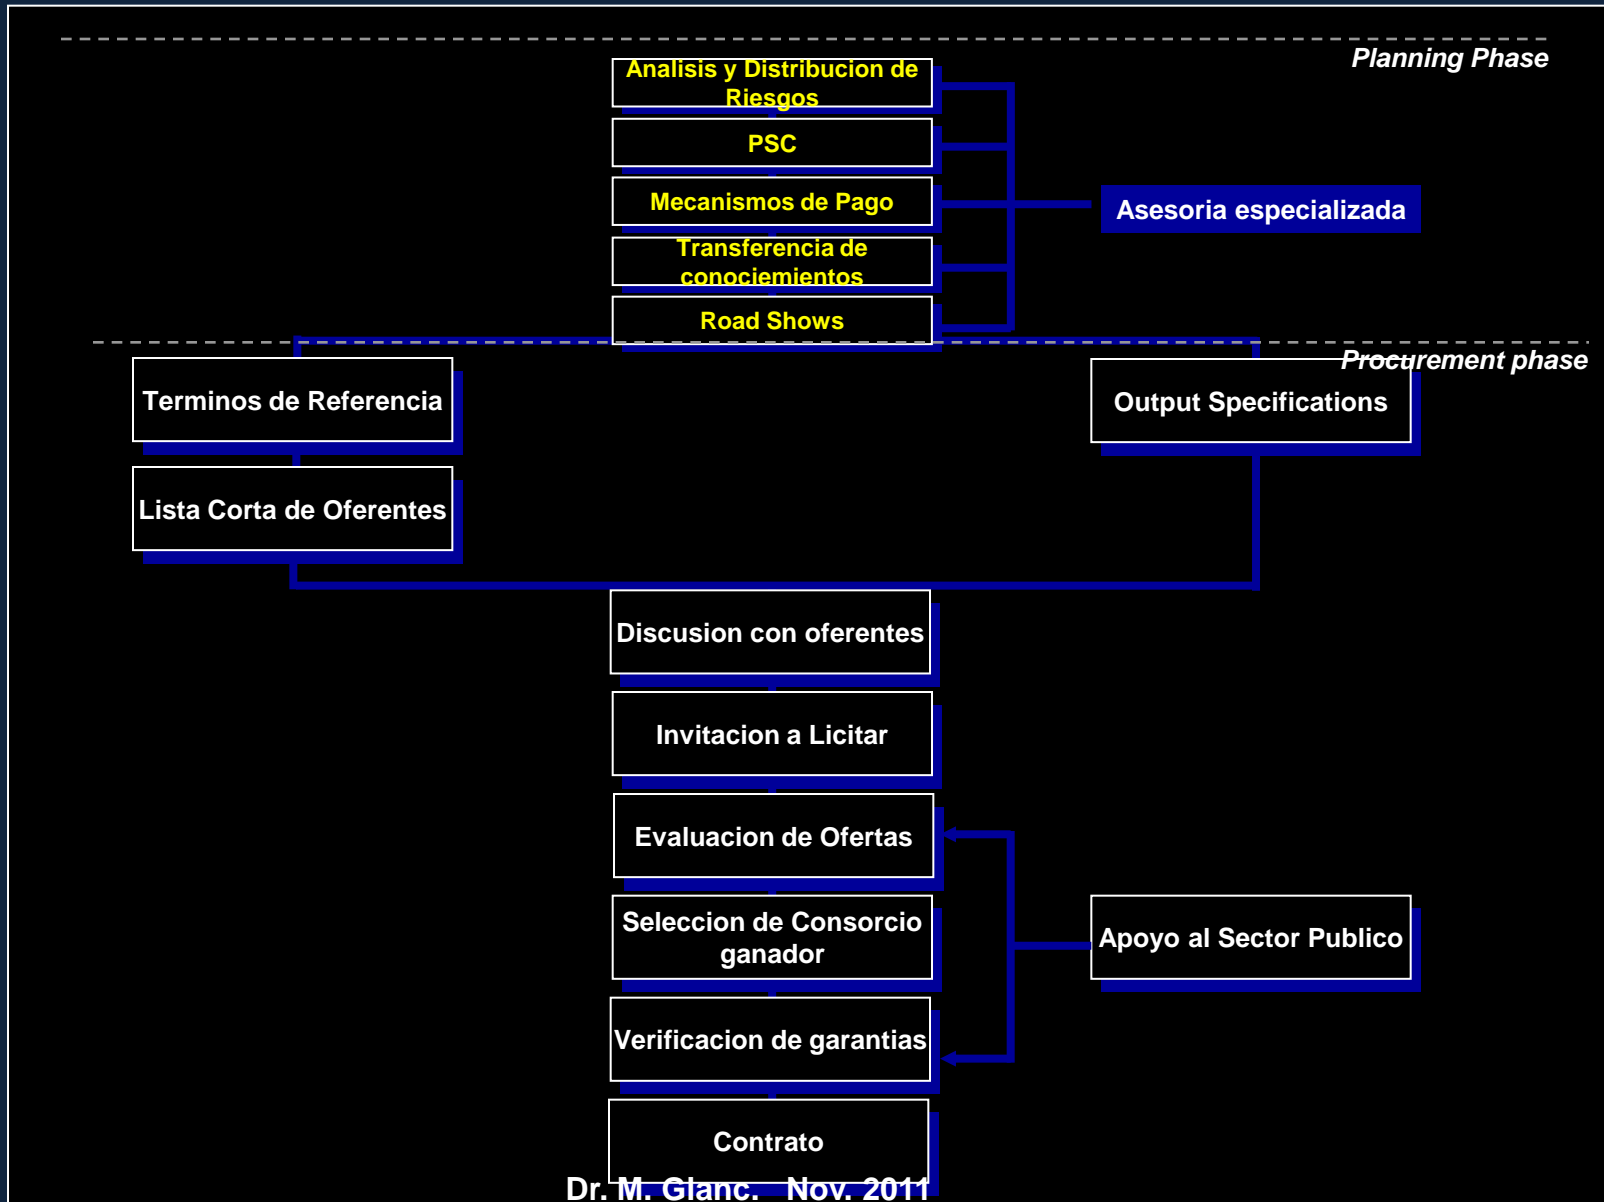 Planning Phase
Analisis y Distribucion de
Riesgos
PSC
Mecanismos de Pago
Asesoria especializada
Transferencia de
conociemientos
Road Shows
Procurement phase
Terminos de Referencia
Output Specifications
Lista Corta de Oferentes
Discusion con oferentes
Invitacion a Licitar
Evaluacion de Ofertas
Seleccion de Consorcio
ganador
Apoyo al Sector Publico
Verificacion de garantias
Contrato
Dr. M. Glanc. Nov. 2011